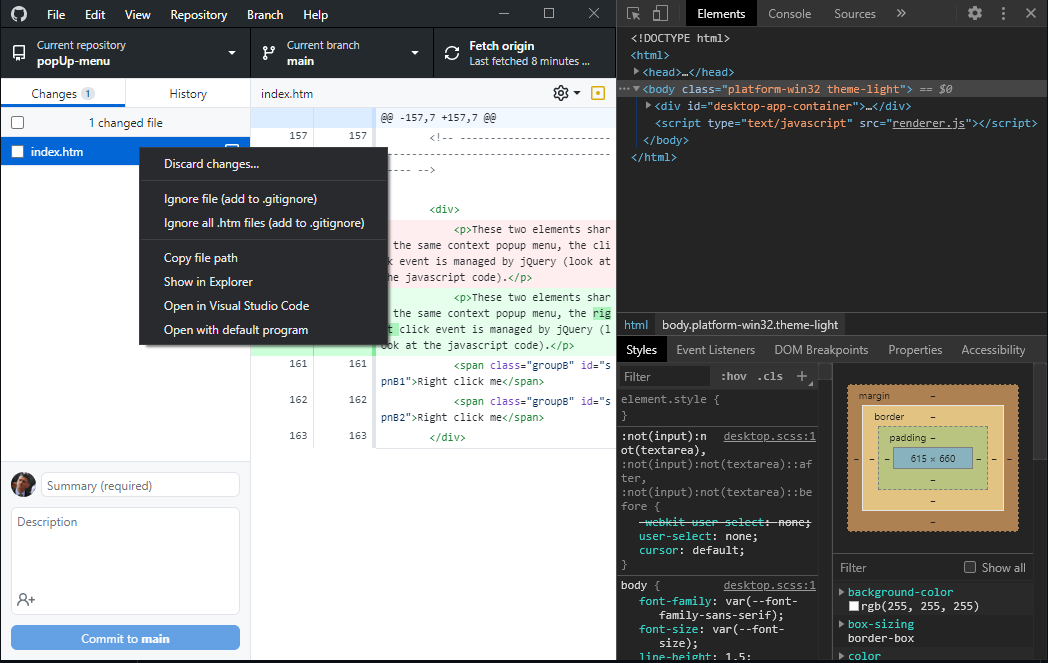 File Edit View Repository Branch Help
Current repository
popUp-menu
Current branch
main
Fetch origin
Last fetched 8 minutes ...
Changes 1 History
1 changed file
index.htm
index.htm
Discard changes...
Ignore file (add to .gitignore)
Ignore all .htm files (add to .gitignore)
Copy file path
Show in Explorer
Open in Visual Studio Code
Open with default program
@@ -157,7 +157,7 @@
157 157 <!-- -----------------------
-----------------------------------
---- -->
<div>
<p>These two elements shar
the same context popup menu, the cli
k event is managed by jQuery (look at
he javascript code).</p>
<p>These two elements shar
the same context popup menu, the rig
t click event is managed by jQuery (l
ook at the javascript code).</p>
161 161 <span class="groupB" id="s
pnB1">Right click me</span>
162 162 <span class="groupB" id="s
pnB2">Right click me</span>
163 163 </div>
Summary (required)
Description
Commit to main
Elements Console Sources »
<!DOCTYPE html>
<html>
<head>…</head>
<body class="platform-win32 theme-light"> == $0
<div id="desktop-app-container">…</div>
<script type="text/javascript" src="renderer.js"></script>
</body>
</html>
html body.platform-win32.theme-light
Styles Event Listeners DOM Breakpoints Properties Accessibility
Filter :hov .cls +
element.style {
}
:not(input):n desktop.scss:1
ot(textarea),
:not(input):not(textarea)::af
ter,
:not(input):not(textarea)::be
fore {
-webkit-user-select: none;
user-select: none;
cursor: default;
}
body { desktop.scss:1
font-family: var(--font-
family-sans-serif);
font-size: var(--font-
size);
line-height: 1.5;
margin –
border –
padding –
– – – 615 × 660 – – –
–
–
–
Filter Show all
background-color
rgb(255, 255, 255)
box-sizing
border-box
color